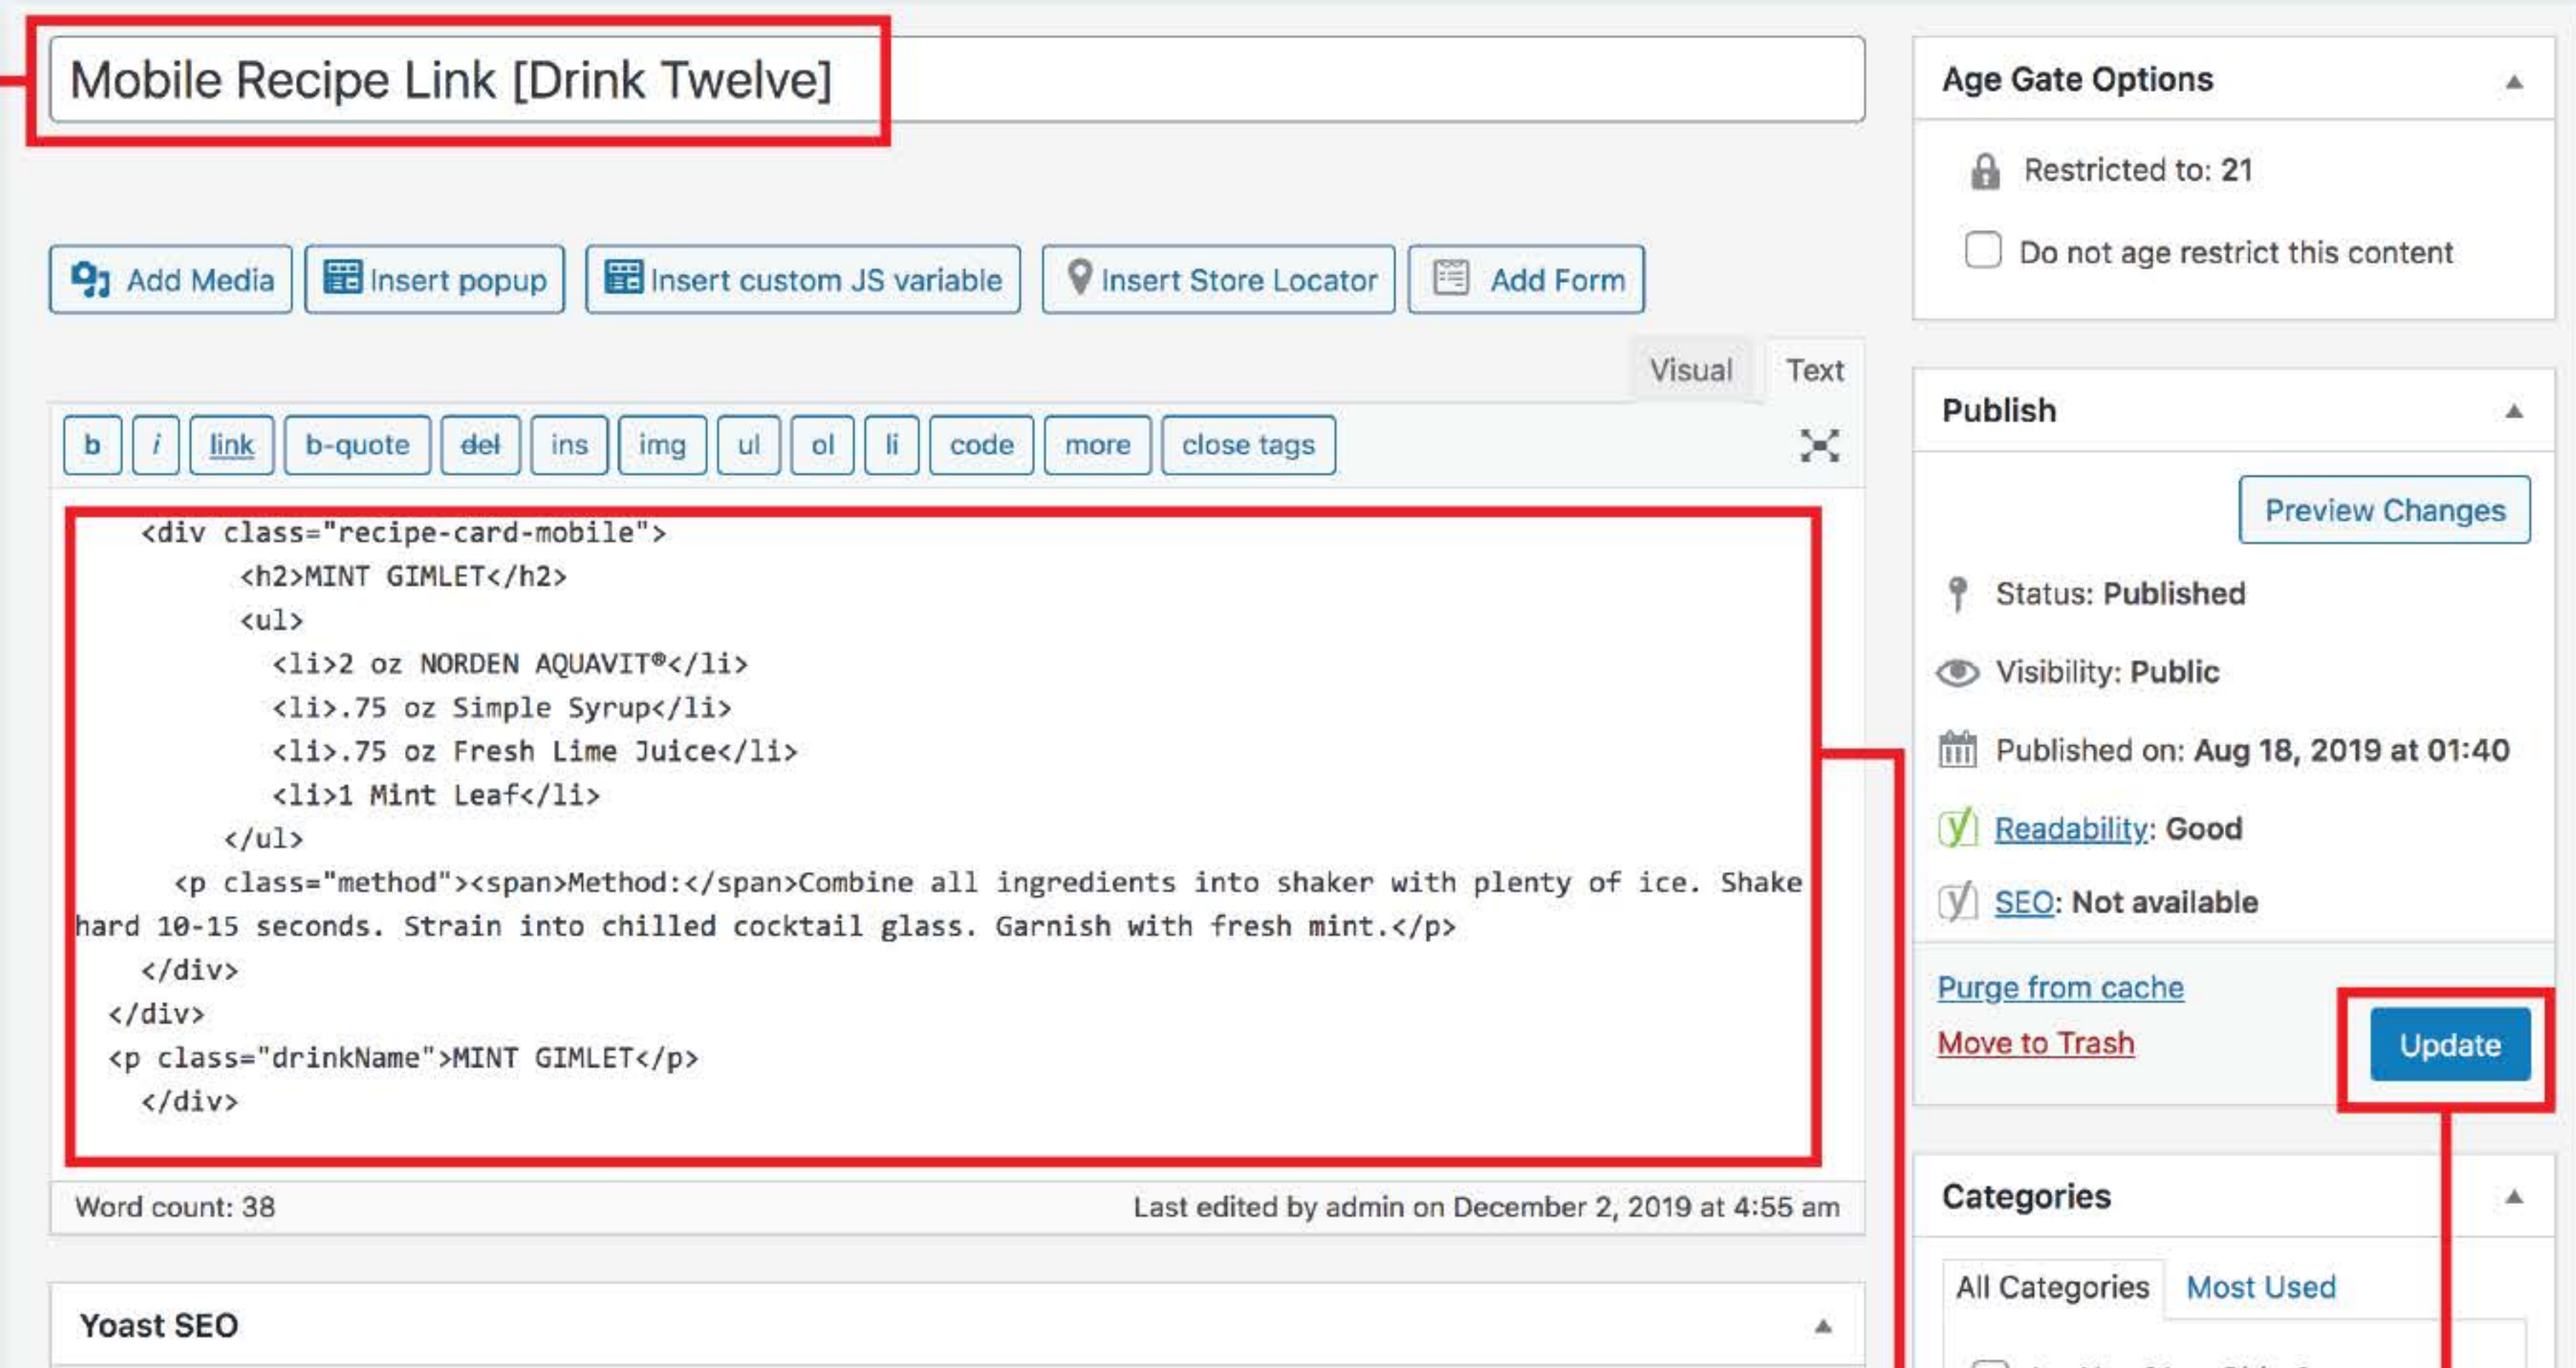 Mobile Recipe Link [Drink Twelve]
Add Media
Insert popup
Insert custom JS variable
Insert Store Locator
Add Form
Visual
Text
b
i
link
b-quote
del
ins
img
ul
ol
li
code
more
close tags
<div class="recipe-card-mobile">
<h2>MINT GIMLET</h2>
<ul>
<li>2 oz NORDEN AQUAVIT®</li>
<li>.75 oz Simple Syrup</li>
<li>.75 oz Fresh Lime Juice</li>
<li>1 Mint Leaf</li>
</ul>
<p class="method"><span>Method:</span>Combine all ingredients into shaker with plenty of ice. Shake
hard 10-15 seconds. Strain into chilled cocktail glass. Garnish with fresh mint.</p>
</div>
</div>
<p class="drinkName">MINT GIMLET</p>
</div>
Word count: 38
Last edited by admin on December 2, 2019 at 4:55 am
Yoast SEO
Age Gate Options
Restricted to: 21
Do not age restrict this content
Publish
Preview Changes
Status: Published
Visibility: Public
Published on: Aug 18, 2019 at 01:40
Readability: Good
SEO: Not available
Purge from cache
Move to Trash
Update
Categories
All Categories
Most Used